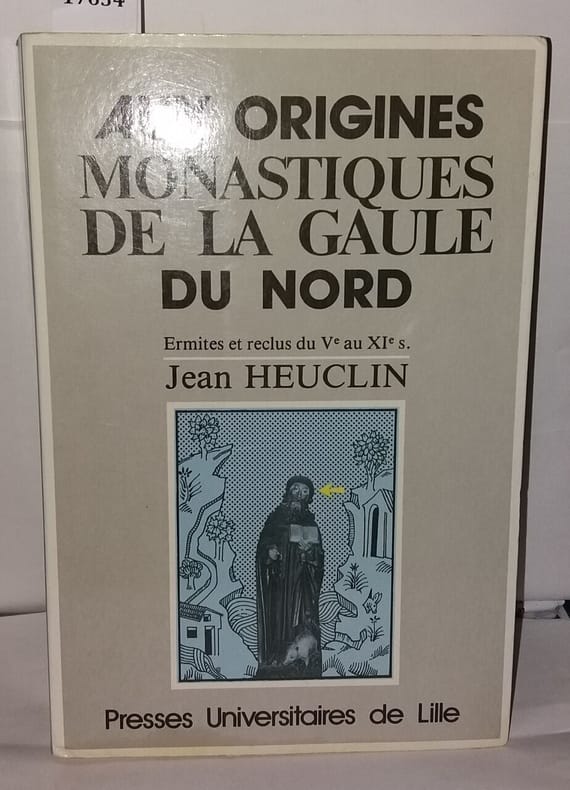 AUX ORIGINES
MONASTIQUES
DE LA GAULE
DU NORD
Ermites et reclus du Vᵉ au XIᵉ s.
Jean HEUCLIN
Presses Universitaires de Lille